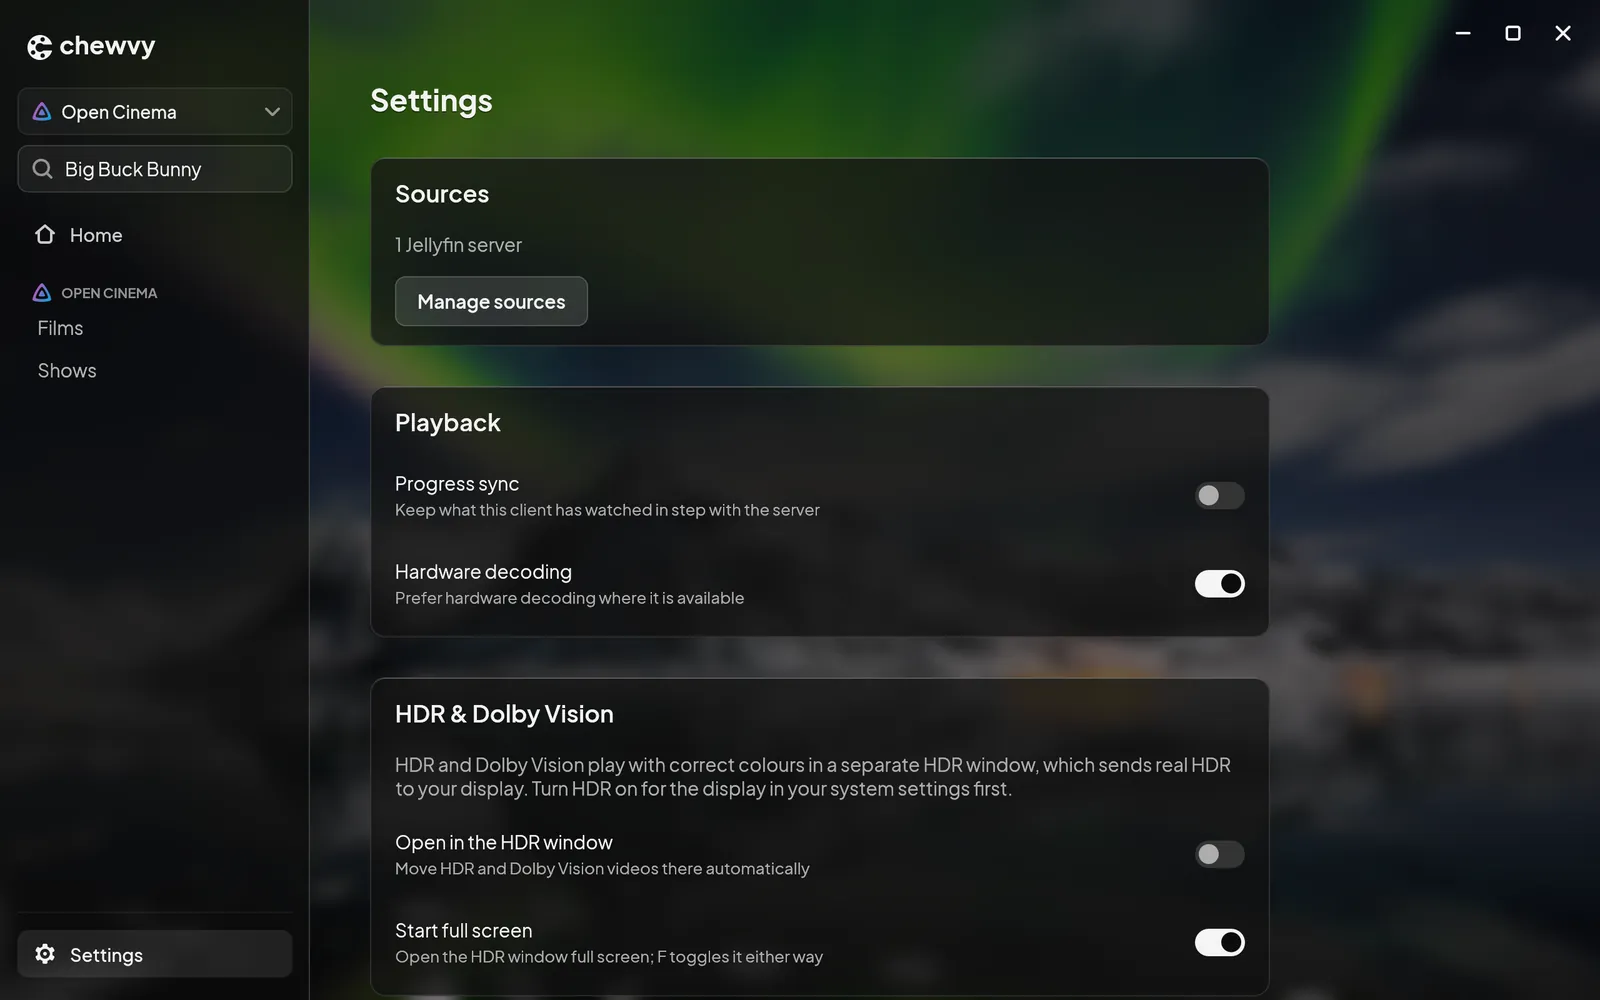 chewvy
Open Cinema
Big Buck Bunny
Home
OPEN CINEMA
Films
Shows
Settings
Settings
Sources
1 Jellyfin server
Manage sources
Playback
Progress sync
Keep what this client has watched in step with the server
Hardware decoding
Prefer hardware decoding where it is available
HDR & Dolby Vision
HDR and Dolby Vision play with correct colours in a separate HDR window, which sends real HDR
to your display. Turn HDR on for the display in your system settings first.
Open in the HDR window
Move HDR and Dolby Vision videos there automatically
Start full screen
Open the HDR window full screen; F toggles it either way